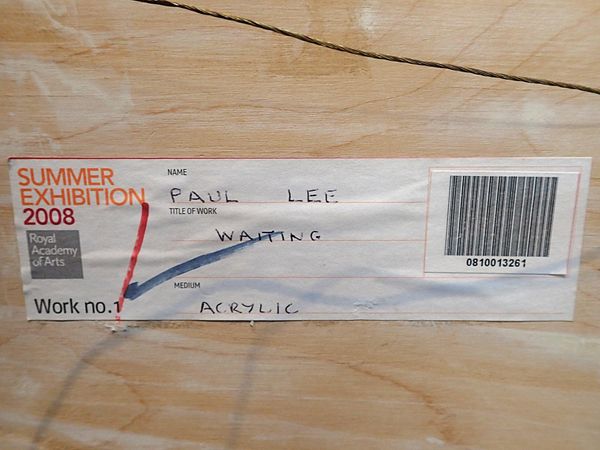 SUMMER
EXHIBITION
2008
Royal
Academy
of Arts
Work no.1
NAME
PAUL LEE
TITLE OF WORK
WAITING
MEDIUM
ACRYLIC
0810013261